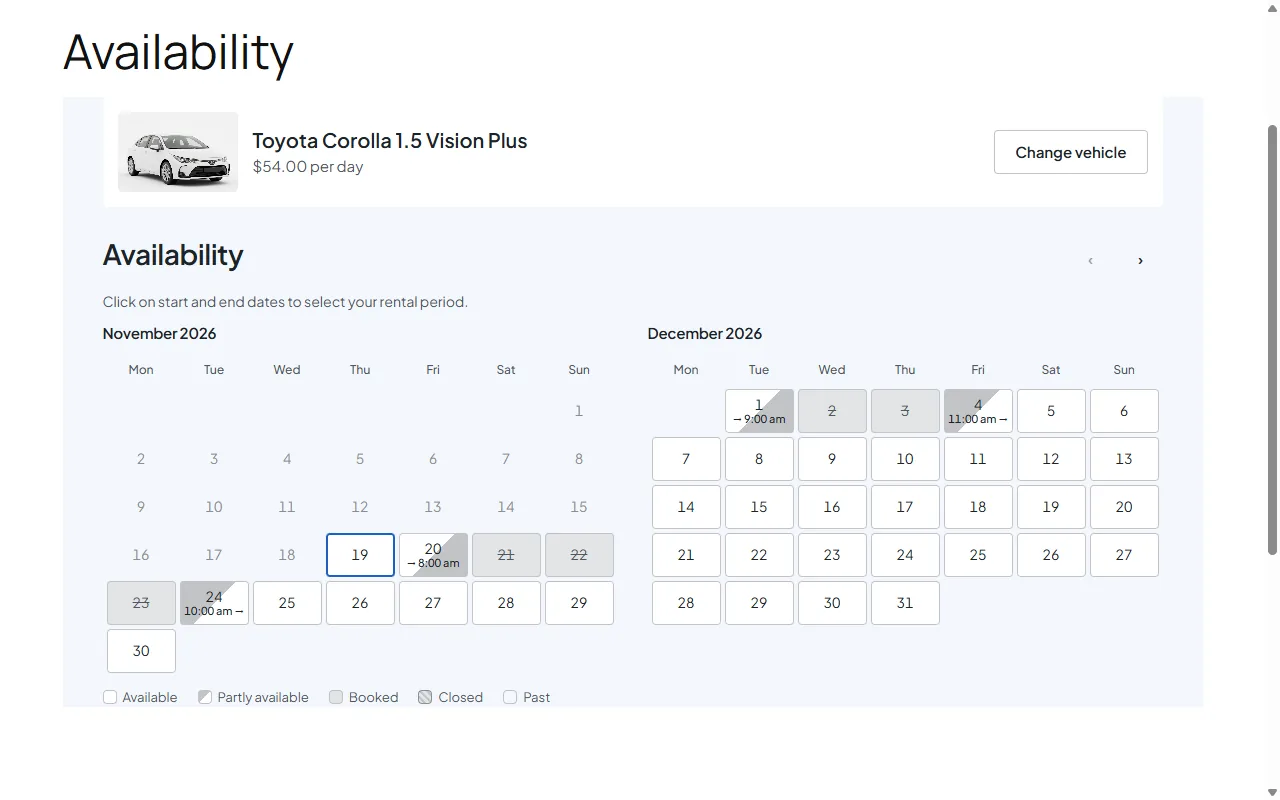 Availability
Toyota Corolla 1.5 Vision Plus
$54.00 per day
Change vehicle
Availability
‹ ›
Click on start and end dates to select your rental period.
November 2026
Mon Tue Wed Thu Fri Sat Sun
1
2 3 4 5 6 7 8
9 10 11 12 13 14 15
16 17 18 19 20 21 22
→ 8:00 am
23 24 25 26 27 28 29
10:00 am →
30
December 2026
Mon Tue Wed Thu Fri Sat Sun
1 2 3 4 5 6
→ 9:00 am 11:00 am →
7 8 9 10 11 12 13
14 15 16 17 18 19 20
21 22 23 24 25 26 27
28 29 30 31
Available Partly available Booked Closed Past